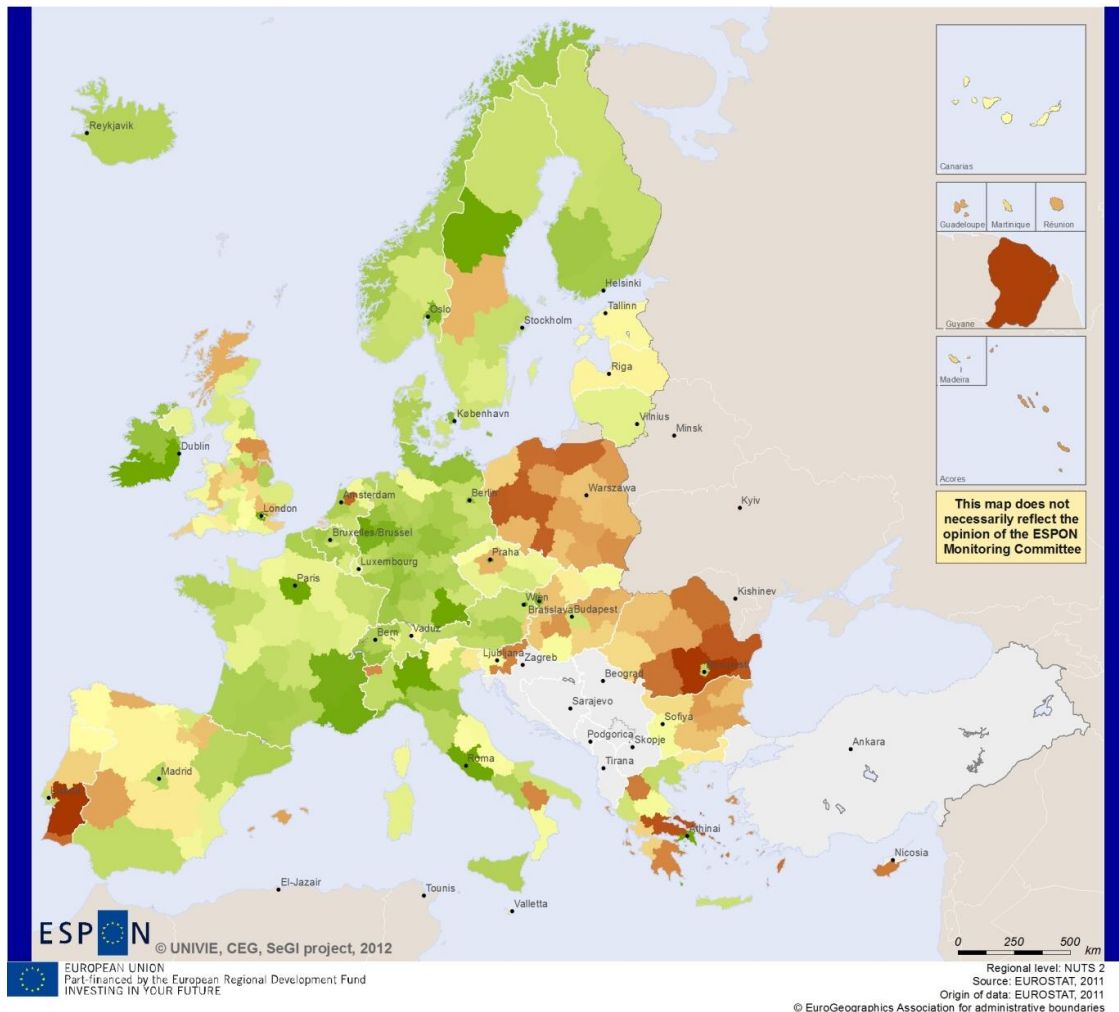 Reykjavik
Canarias
Guadeloupe
Martinique
Réunion
Guyane
Madeira
Acores
Helsinki
Tallinn
Oslo
Stockholm
Riga
København
Vilnius
Minsk
Dublin
Amsterdam
Berlin
Warszawa
London
Kyiv
This map does not
necessarily reflect the
opinion of the ESPON
Monitoring Committee
Bruxelles/Brussel
Luxembourg
Praha
Paris
Kishinev
Wien
Bratislava
Budapest
Bern
Vaduz
Ljubljana
Zagreb
Beograd
Sarajevo
Sofiya
Podgorica
Skopje
Roma
Tirana
Ankara
Madrid
Athinai
Nicosia
El-Jazair
Tounis
Valletta
0 250 500
km
ESPON
© UNIVIE, CEG, SeGI project, 2012
EUROPEAN UNION
Part-financed by the European Regional Development Fund
INVESTING IN YOUR FUTURE
Regional level: NUTS 2
Source: EUROSTAT, 2011
Origin of data: EUROSTAT, 2011
© EuroGeographics Association for administrative boundaries